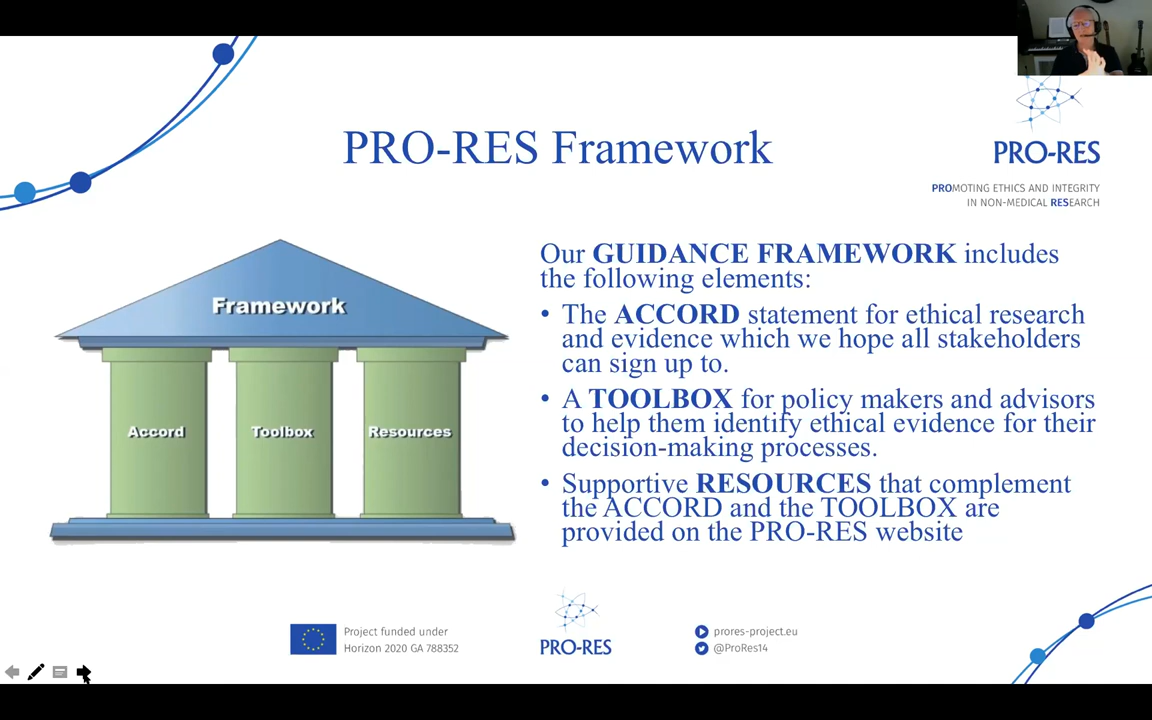 PRO-RES Framework
PRO-RES
PROMOTING ETHICS AND INTEGRITY
IN NON-MEDICAL RESEARCH
Framework
Accord
Toolbox
Resources
Our GUIDANCE FRAMEWORK includes
the following elements:
• The ACCORD statement for ethical research
and evidence which we hope all stakeholders
can sign up to.
• A TOOLBOX for policy makers and advisors
to help them identify ethical evidence for their
decision-making processes.
• Supportive RESOURCES that complement
the ACCORD and the TOOLBOX are
provided on the PRO-RES website
Project funded under
Horizon 2020 GA 788352
PRO-RES
prores-project.eu
@ProRes14